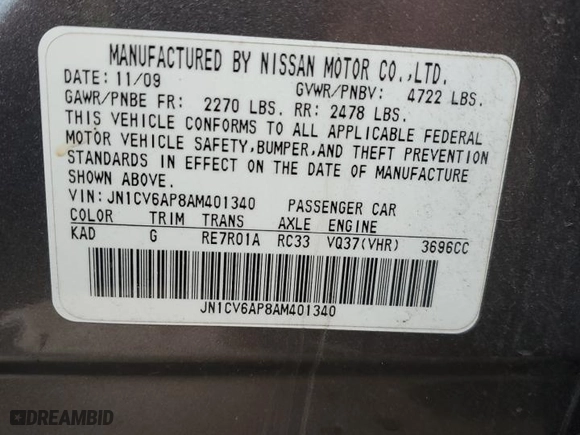 MANUFACTURED BY NISSAN MOTOR CO.,LTD.
DATE: 11/09 GVWR/PNBV: 4722 LBS.
GAWR/PNBE FR: 2270 LBS. RR: 2478 LBS.
THIS VEHICLE CONFORMS TO ALL APPLICABLE FEDERAL
MOTOR VEHICLE SAFETY,BUMPER,AND THEFT PREVENTION
STANDARDS IN EFFECT ON THE DATE OF MANUFACTURE
SHOWN ABOVE.
VIN: JN1CV6AP8AM401340 PASSENGER CAR
COLOR TRIM TRANS AXLE ENGINE
KAD G RE7R01A RC33 VQ37(VHR) 3696CC
JN1CV6AP8AM401340
DREAMBID